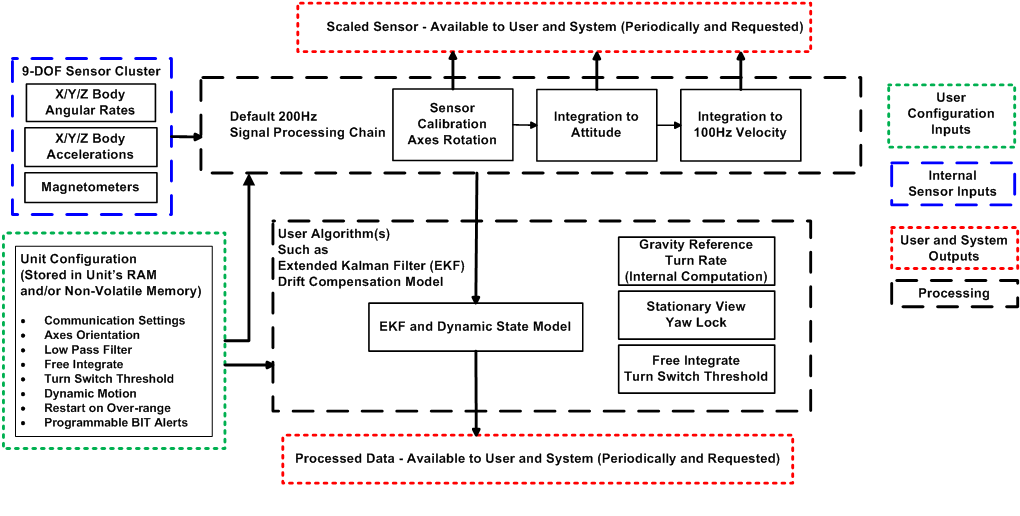 Scaled Sensor - Available to User and System (Periodically and Requested)
9-DOF Sensor Cluster
X/Y/Z Body
Angular Rates
X/Y/Z Body
Accelerations
Magnetometers
Default 200Hz
Signal Processing Chain
Sensor
Calibration
Axes Rotation
Integration to
Attitude
Integration to
100Hz Velocity
User
Configuration
Inputs
Internal
Sensor Inputs
User and System
Outputs
Processing
Unit Configuration
(Stored in Unit's RAM
and/or Non-Volatile Memory)
• Communication Settings
• Axes Orientation
• Low Pass Filter
• Free Integrate
• Turn Switch Threshold
• Dynamic Motion
• Restart on Over-range
• Programmable BIT Alerts
User Algorithm(s)
Such as
Extended Kalman Filter (EKF)
Drift Compensation Model
EKF and Dynamic State Model
Gravity Reference
Turn Rate
(Internal Computation)
Stationary View
Yaw Lock
Free Integrate
Turn Switch Threshold
Processed Data - Available to User and System (Periodically and Requested)